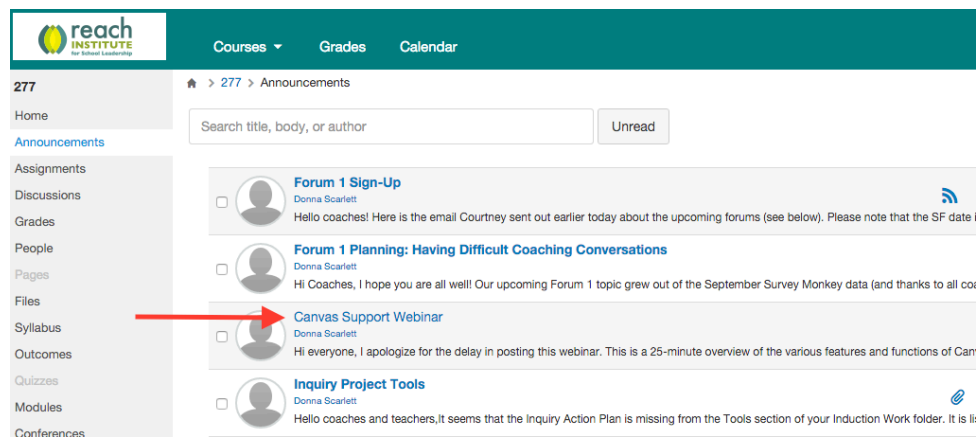 reach
INSTITUTE
for School Leadership
Courses Grades Calendar
277
Home
Announcements
Assignments
Discussions
Grades
People
Pages
Files
Syllabus
Outcomes
Quizzes
Modules
Conferences
> 277 > Announcements
Search title, body, or author
Unread
Forum 1 Sign-Up
Donna Scarlett
Hello coaches! Here is the email Courtney sent out earlier today about the upcoming forums (see below). Please note that the SF date i
Forum 1 Planning: Having Difficult Coaching Conversations
Donna Scarlett
Hi Coaches, I hope you are all well! Our upcoming Forum 1 topic grew out of the September Survey Monkey data (and thanks to all coa
Canvas Support Webinar
Donna Scarlett
Hi everyone, I apologize for the delay in posting this webinar. This is a 25-minute overview of the various features and functions of Can
Inquiry Project Tools
Donna Scarlett
Hello coaches and teachers,It seems that the Inquiry Action Plan is missing from the Tools section of your Induction Work folder. It is li